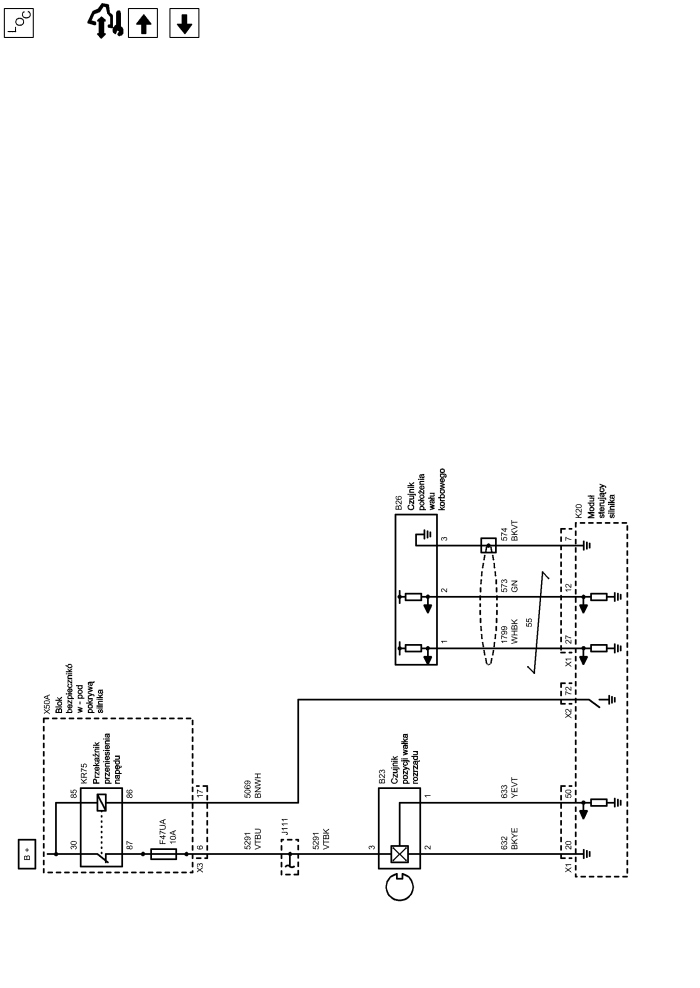 LOC
B +
X50A
Blok
bezpiecznikó
w - pod
pokrywą
silnika
KR75
Przekaźnik
przeniesienia
napędu
85
86
30
87
F47UA
10A
X3
6
17
5069
BNWH
5291
VTBU
J111
5291
VTBK
B23
Czujnik
pozycji wałka
rozrządu
3
1
2
633
YEVT
632
BKYE
X1
20
50
X2
72
B26
Czujnik
położenia
wału
korbowego
1
2
3
1799
WHBK
573
GN
574
BKVT
55
X1
27
12
7
K20
Moduł
sterujący
silnika